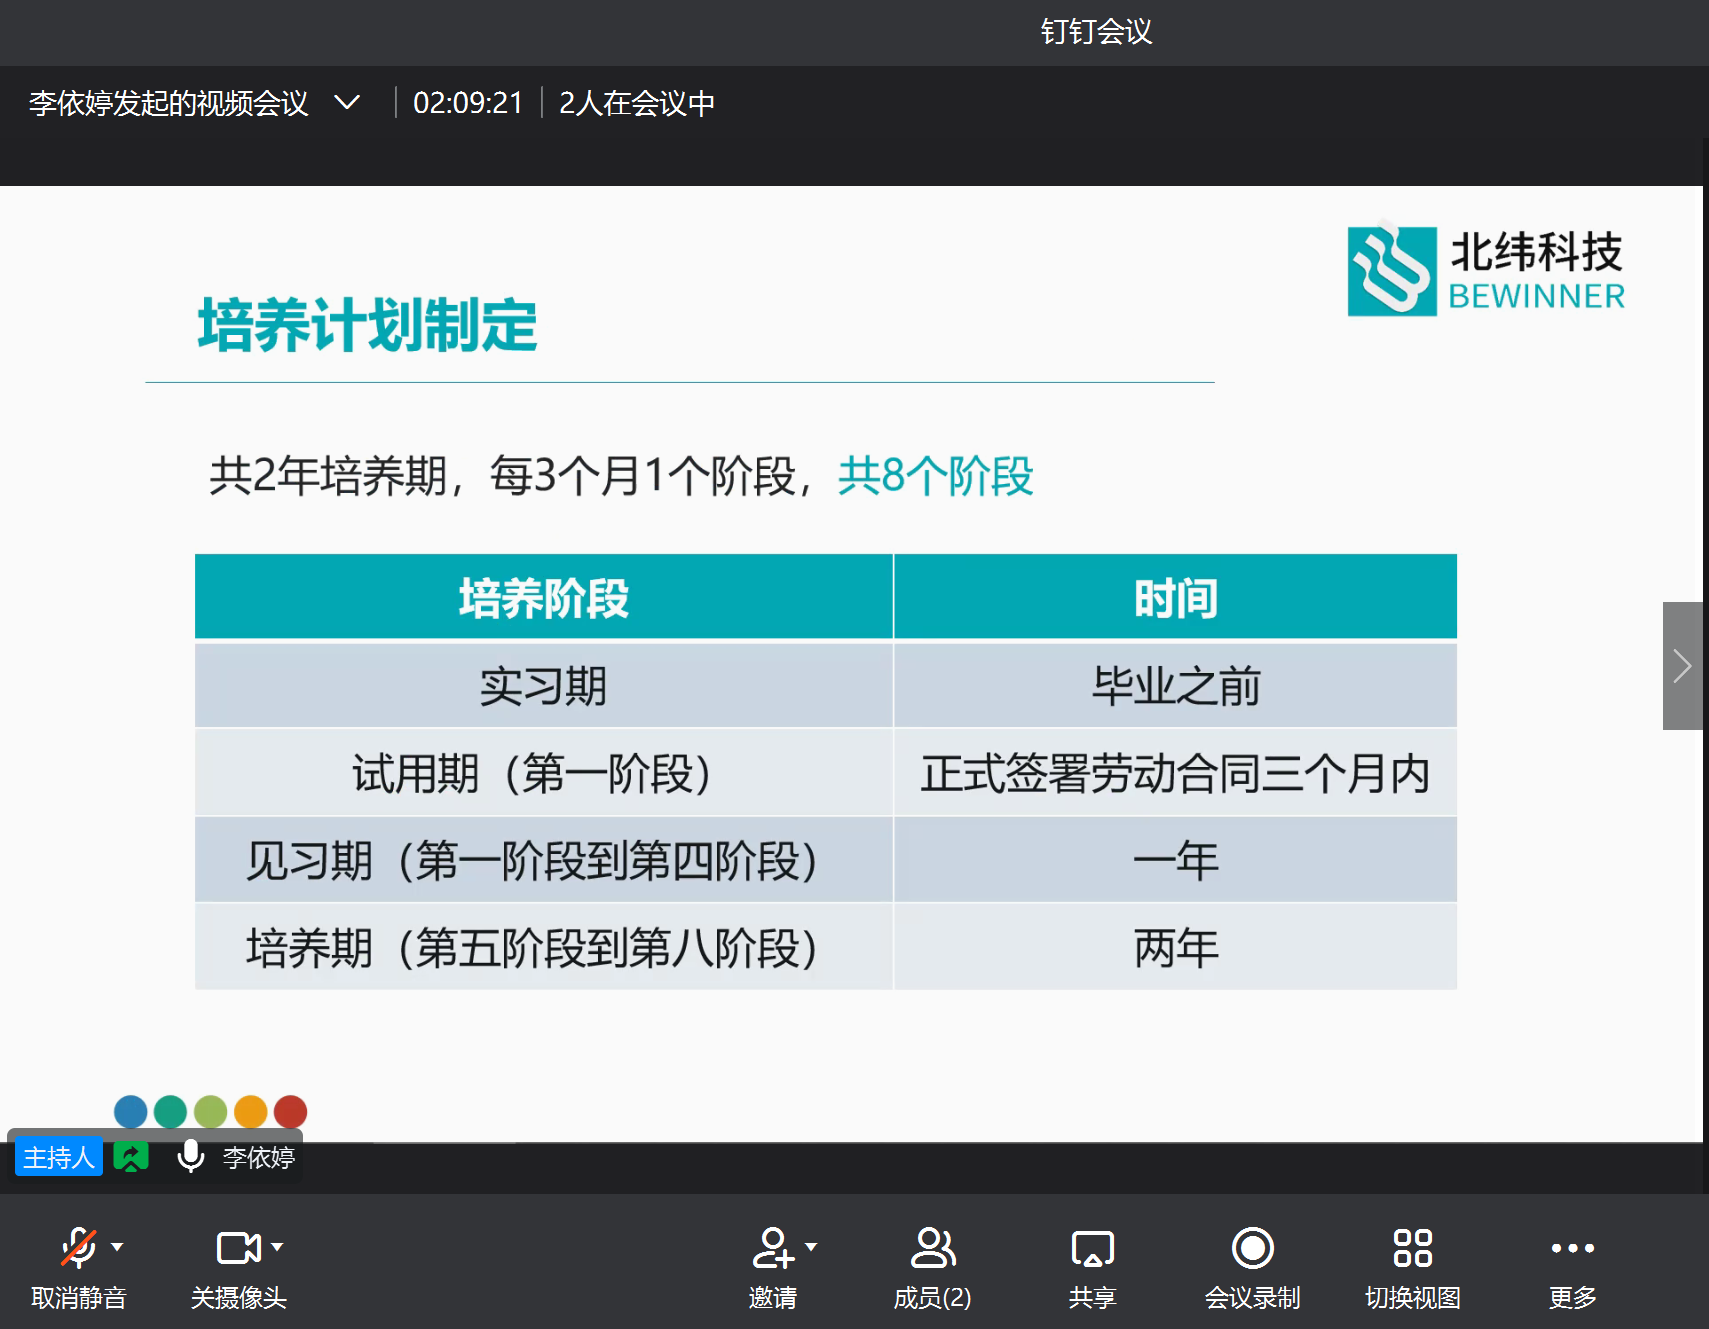 钉钉会议
李依婷发起的视频会议 02:09:21 2人在会议中
北纬科技
BEWINNER
培养计划制定
共2年培养期，每3个月1个阶段，共8个阶段
培养阶段 时间
实习期 毕业之前
试用期（第一阶段） 正式签署劳动合同三个月内
见习期（第一阶段到第四阶段） 一年
培养期（第五阶段到第八阶段） 两年
主持人 李依婷
取消静音 关摄像头 邀请 成员(2) 共享 会议录制 切换视图 更多